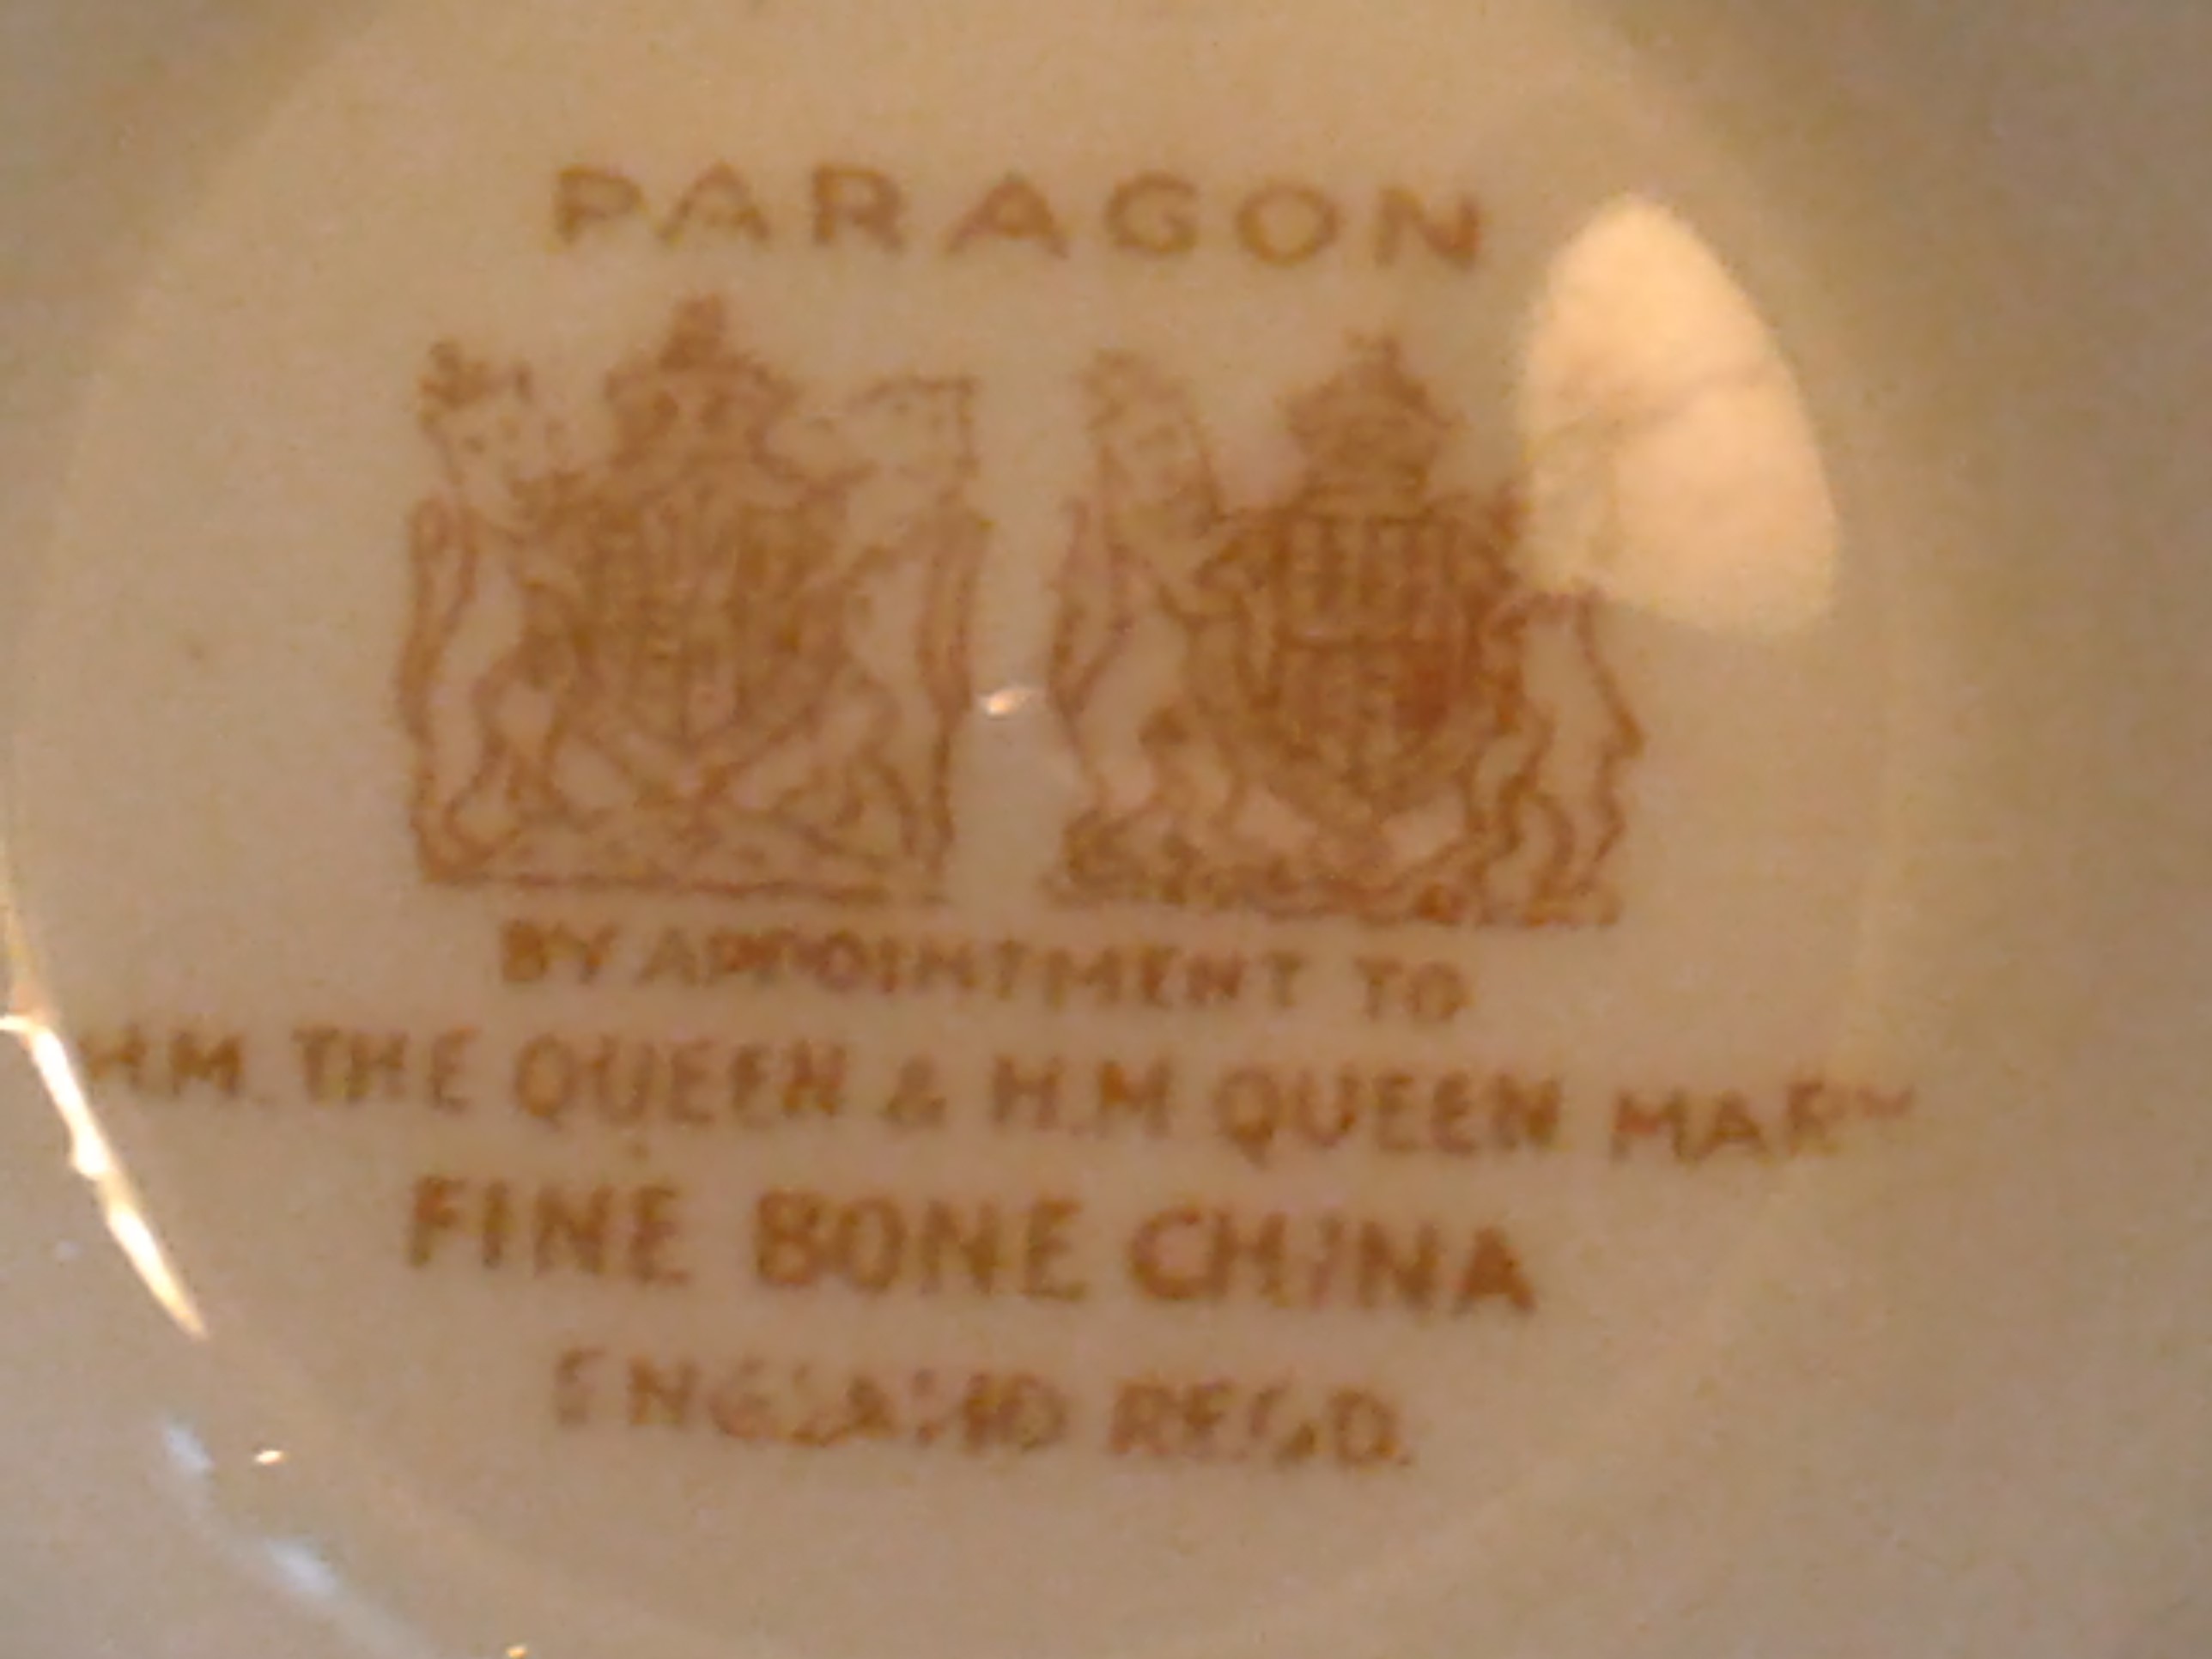 PARAGON
BY APPOINTMENT TO
H.M. THE QUEEN & H.M QUEEN MARY
FINE BONE CHINA
ENGLAND REGD.